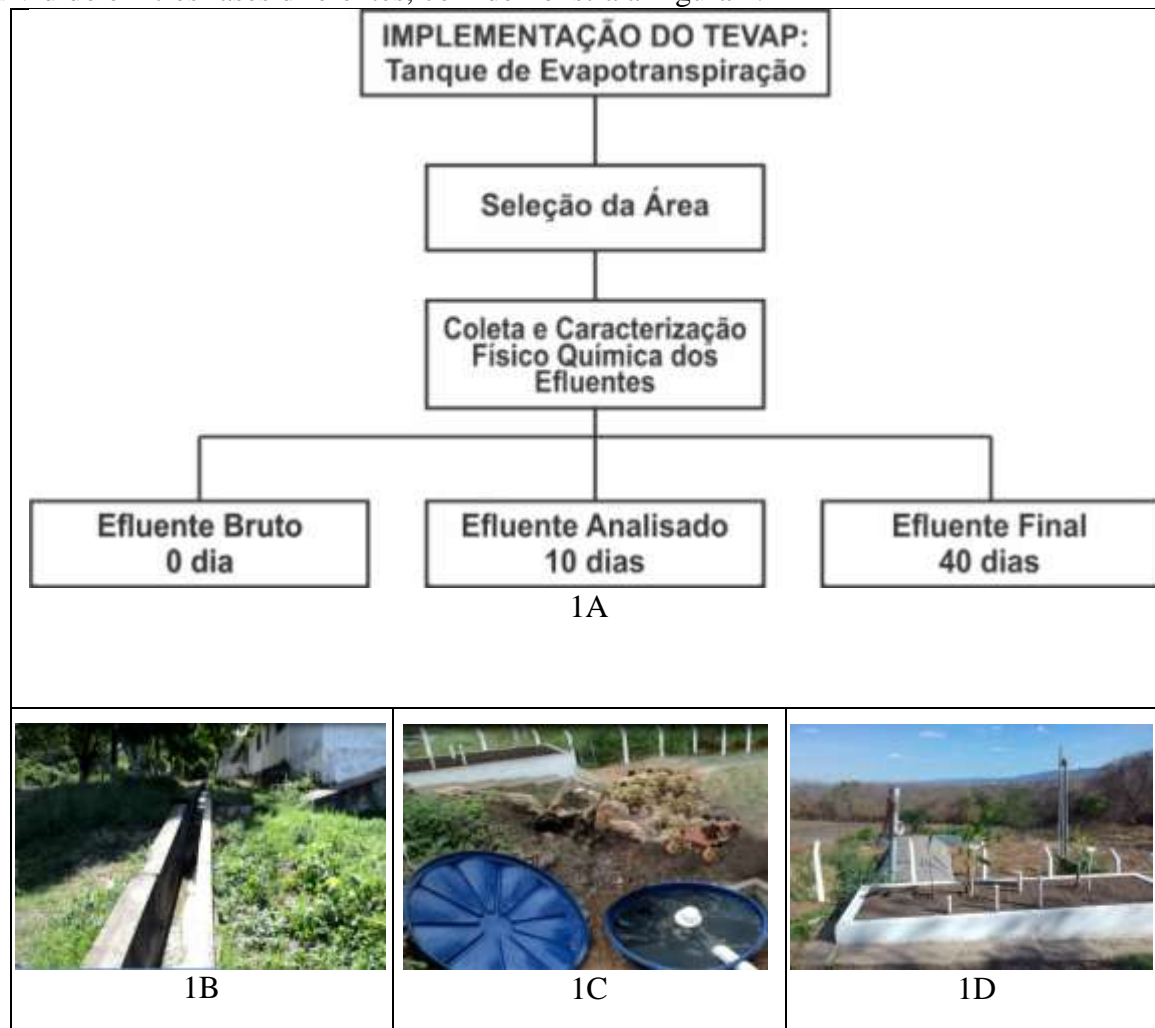 IMPLEMENTAÇÃO DO TEVAP:
Tanque de Evapotranspiração
Seleção da Área
Coleta e Caracterização
Físico Química dos
Efluentes
Efluente Bruto
0 dia
Efluente Analisado
10 dias
Efluente Final
40 dias
1A
1B
1C
1D